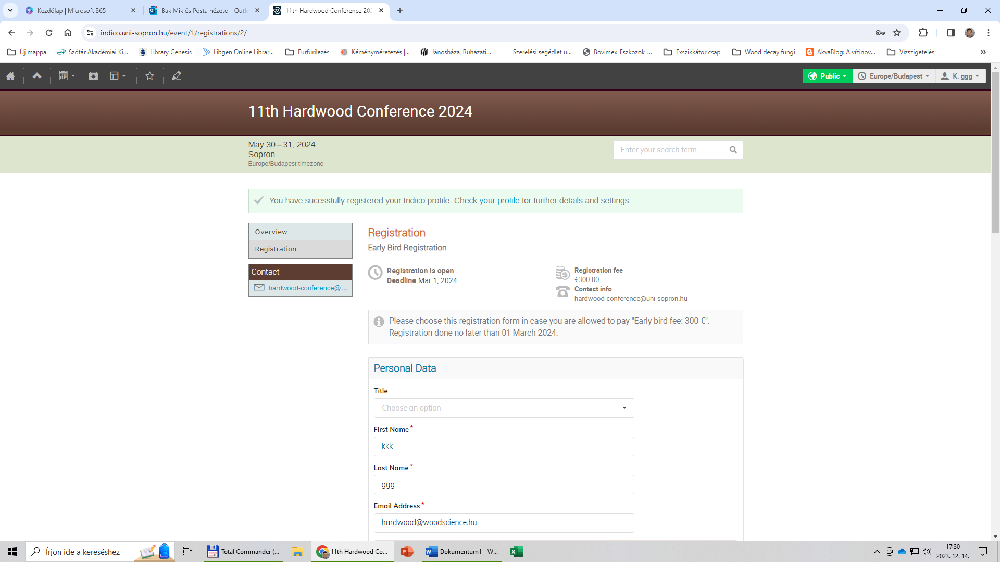 Kezdőlap | Microsoft 365
Bak Miklós Posta nézete – Outl
11th Hardwood Conference 202
indico.uni-sopron.hu/event/1/registrations/2/
Új mappa
Szótár Akadémiai Ki...
Library Genesis
Libgen Online Librar...
Furfurilezés
Kéményméretezés |...
Jánosháza, Ruházati...
Szerelési segédlet ü...
Bovimex_Eszkozok_...
Exszikkátor csap
Wood decay fungi
AkvaBlog: A vízinöv...
Vízszigetelés
Public
Europe/Budapest
K. ggg
11th Hardwood Conference 2024
May 30 – 31, 2024
Sopron
Europe/Budapest timezone
Enter your search term
You have sucessfully registered your Indico profile. Check your profile for further details and settings.
Overview
Registration
Contact
hardwood-conference@...
Registration
Early Bird Registration
Registration is open
Deadline Mar 1, 2024
Registration fee
€300.00
Contact info
hardwood-conference@uni-sopron.hu
Please choose this registration form in case you are allowed to pay "Early bird fee: 300 €".
Registration done no later than 01 March 2024.
Personal Data
Title
Choose an option
First Name *
kkk
Last Name *
ggg
Email Address *
hardwood@woodscience.hu
Írjon ide a kereséshez
Total Commander (...
11th Hardwood Co...
Dokumentum1 - W...
17:30
2023. 12. 14.